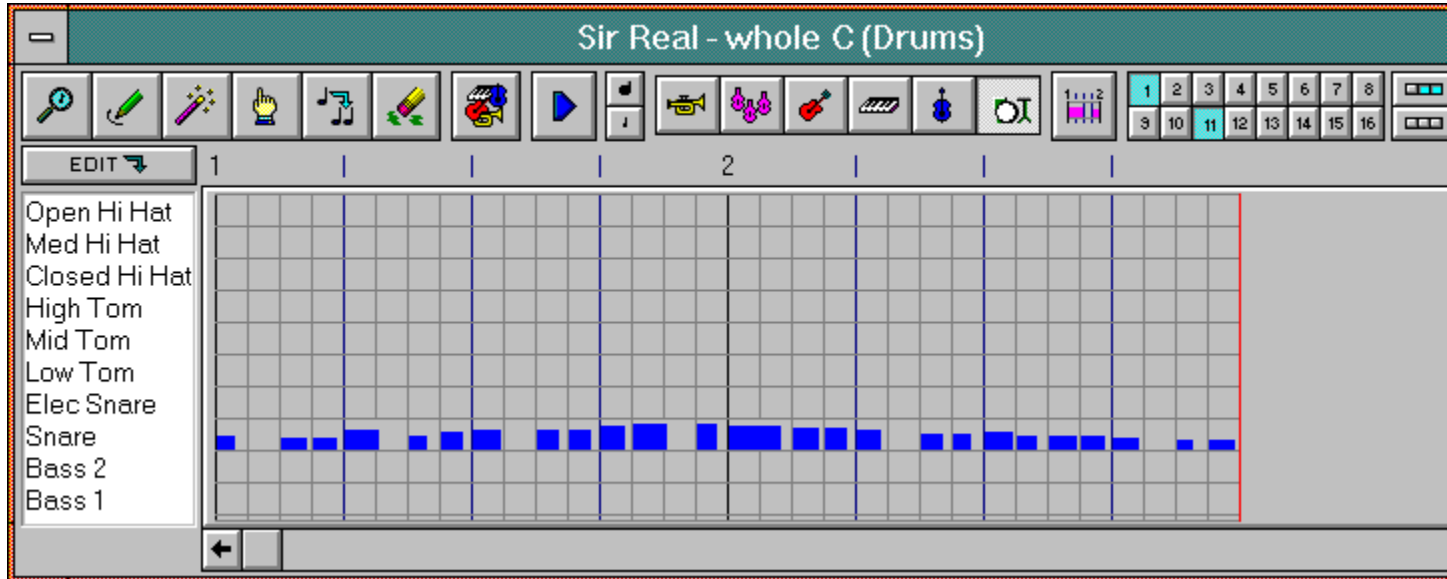 Sir Real - whole C (Drums)
1 2
1 2 3 4 5 6 7 8
9 10 11 12 13 14 15 16
EDIT
1 2
Open Hi Hat
Med Hi Hat
Closed Hi Hat
High Tom
Mid Tom
Low Tom
Elec Snare
Snare
Bass 2
Bass 1